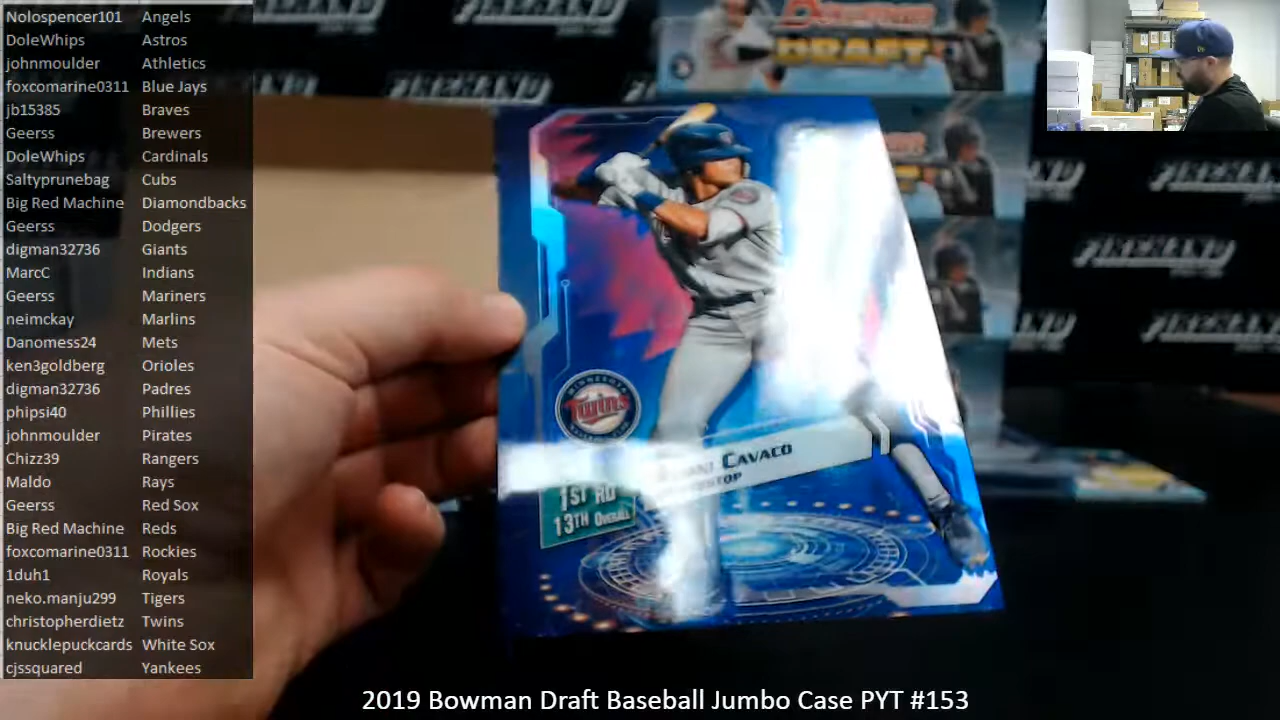 Nolospencer101 Angels
DoleWhips Astros
johnmoulder Athletics
foxcomarine0311 Blue Jays
jb15385 Braves
Geerss Brewers
DoleWhips Cardinals
Saltyprunebag Cubs
Big Red Machine Diamondbacks
Geerss Dodgers
digman32736 Giants
MarcC Indians
Geerss Mariners
neimckay Marlins
Danomess24 Mets
ken3goldberg Orioles
digman32736 Padres
phipsi40 Phillies
johnmoulder Pirates
Chizz39 Rangers
Maldo Rays
Geerss Red Sox
Big Red Machine Reds
foxcomarine0311 Rockies
1duh1 Royals
neko.manju299 Tigers
christopherdietz Twins
knucklepuckcards White Sox
cjssquared Yankees
Bowman
DRAFT
FIREHAND
MINNESOTA
Twins
Cavaco
1st Rd
13th Overall
2019 Bowman Draft Baseball Jumbo Case PYT #153